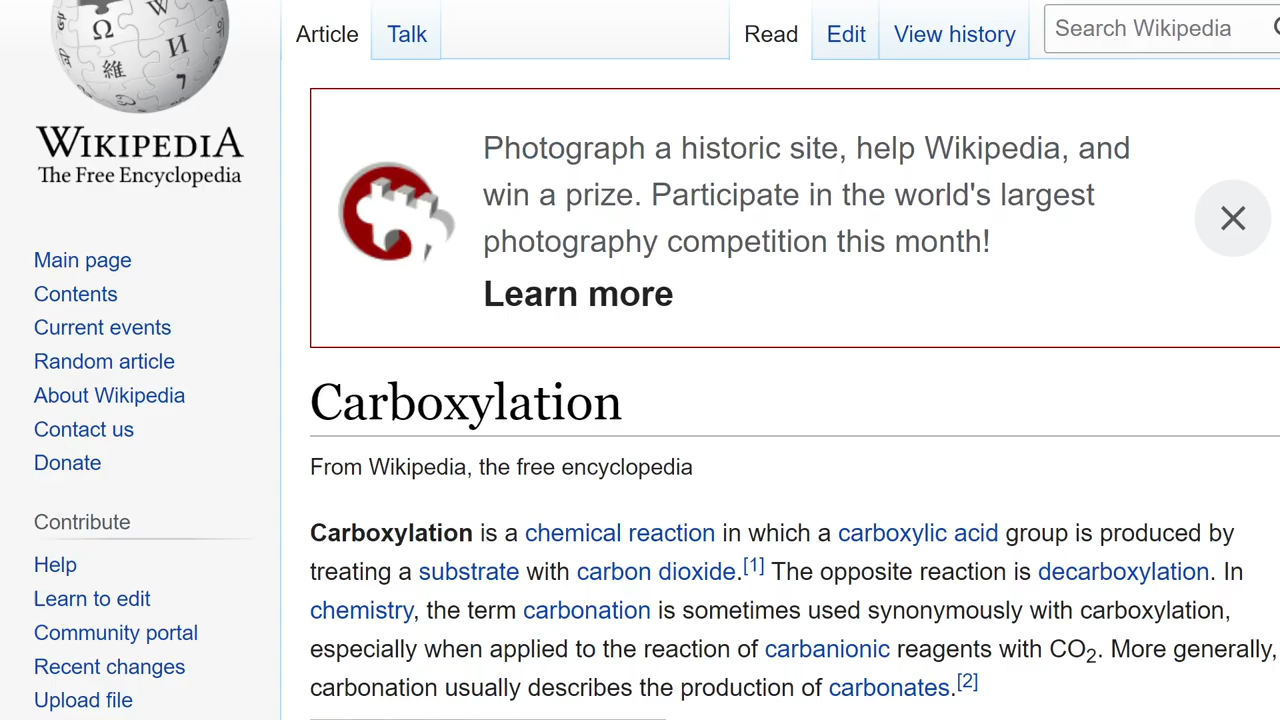 Ω W И 維 7
WIKIPEDIA
The Free Encyclopedia
Main page
Contents
Current events
Random article
About Wikipedia
Contact us
Donate
Contribute
Help
Learn to edit
Community portal
Recent changes
Upload file
Article Talk Read Edit View history Search Wikipedia
Photograph a historic site, help Wikipedia, and
win a prize. Participate in the world's largest
photography competition this month!
Learn more
Carboxylation
From Wikipedia, the free encyclopedia
Carboxylation is a chemical reaction in which a carboxylic acid group is produced by
treating a substrate with carbon dioxide.[1] The opposite reaction is decarboxylation. In
chemistry, the term carbonation is sometimes used synonymously with carboxylation,
especially when applied to the reaction of carbanionic reagents with CO2. More generally,
carbonation usually describes the production of carbonates.[2]